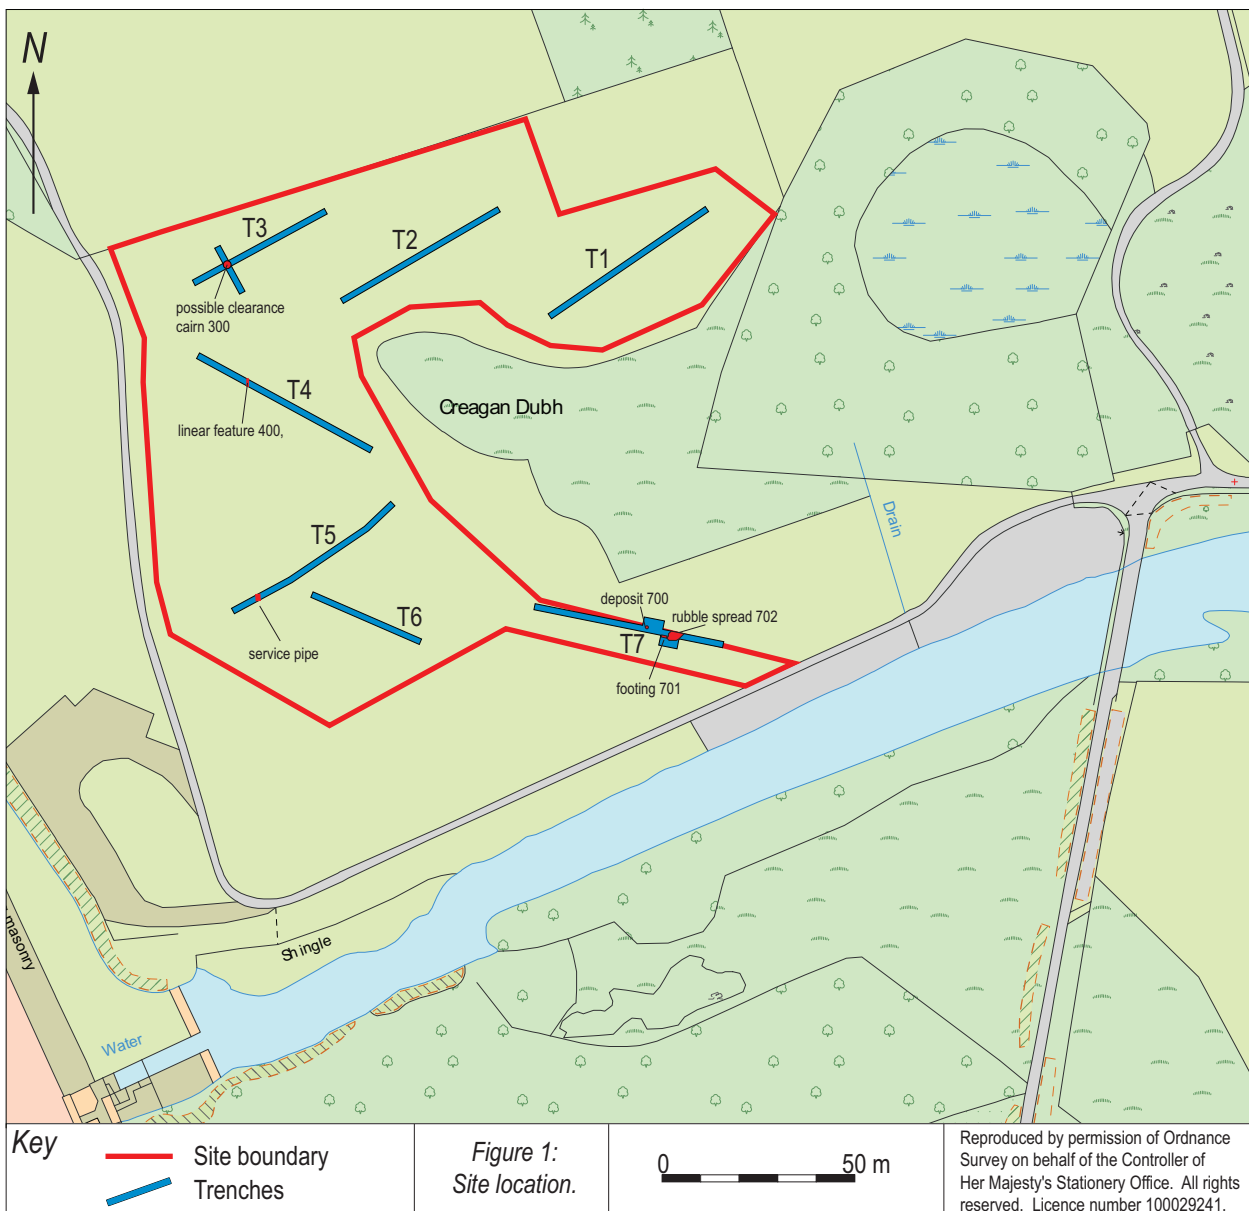 N
T3
T2
T1
possible clearance
cairn 300
T4
Creagan Dubh
linear feature 400,
Drain
T5
deposit 700
rubble spread 702
T6
T7
service pipe
footing 701
masonry
Shingle
Water
Key
Site boundary
Trenches
Figure 1:
Site location.
0 50 m
Reproduced by permission of Ordnance
Survey on behalf of the Controller of
Her Majesty's Stationery Office. All rights
reserved. Licence number 100029241.